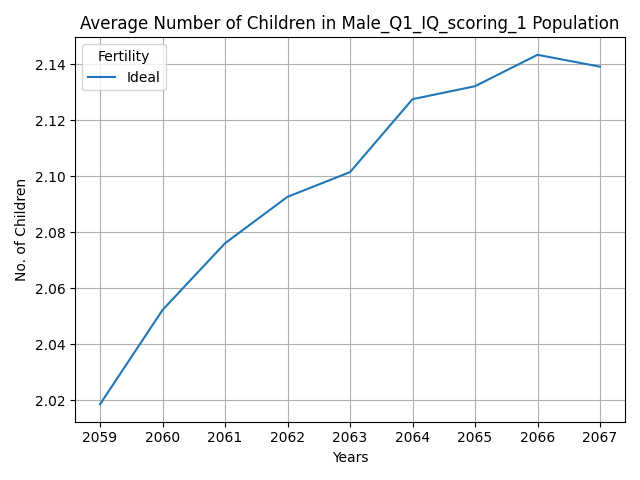 Average Number of Children in Male_Q1_IQ_scoring_1 Population
Fertility
Ideal
2.14
2.12
2.10
2.08
2.06
2.04
2.02
No. of Children
2059 2060 2061 2062 2063 2064 2065 2066 2067
Years